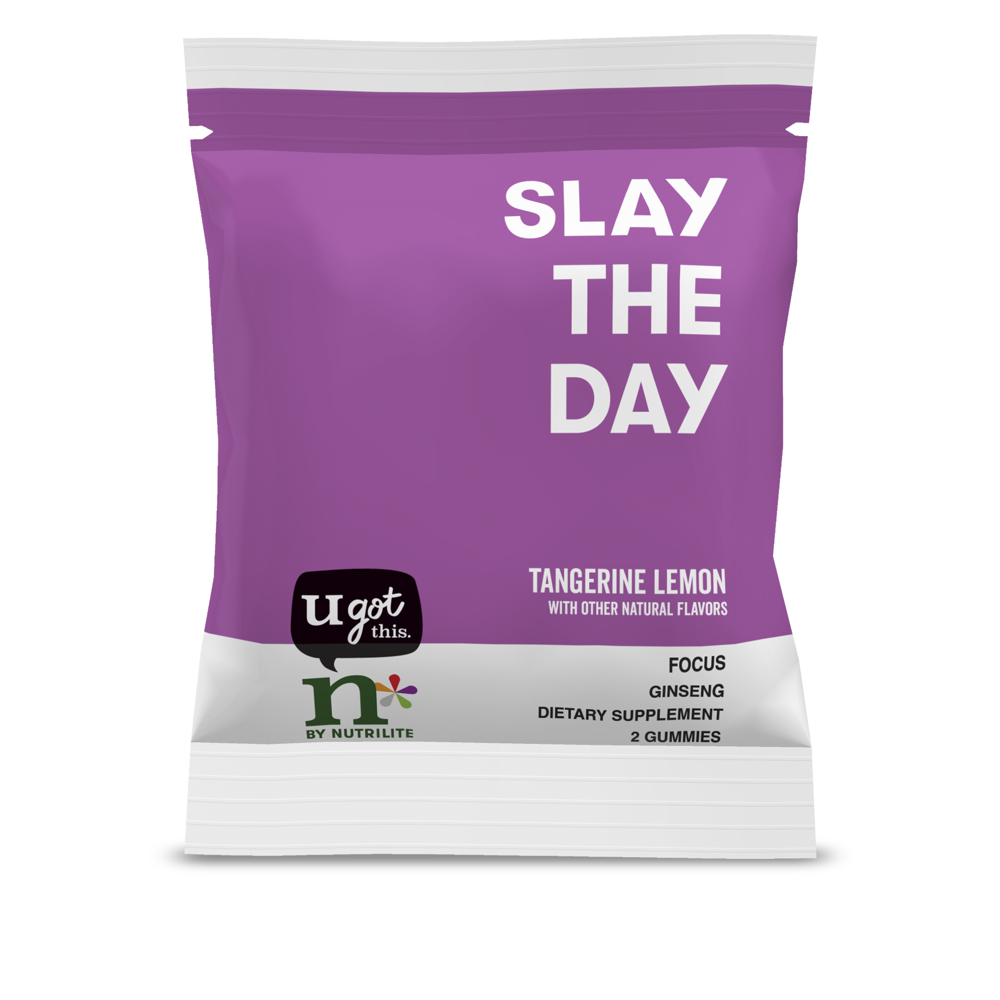 SLAY
THE
DAY
TANGERINE LEMON
WITH OTHER NATURAL FLAVORS
u got
this.
n
BY NUTRILITE
FOCUS
GINSENG
DIETARY SUPPLEMENT
2 GUMMIES